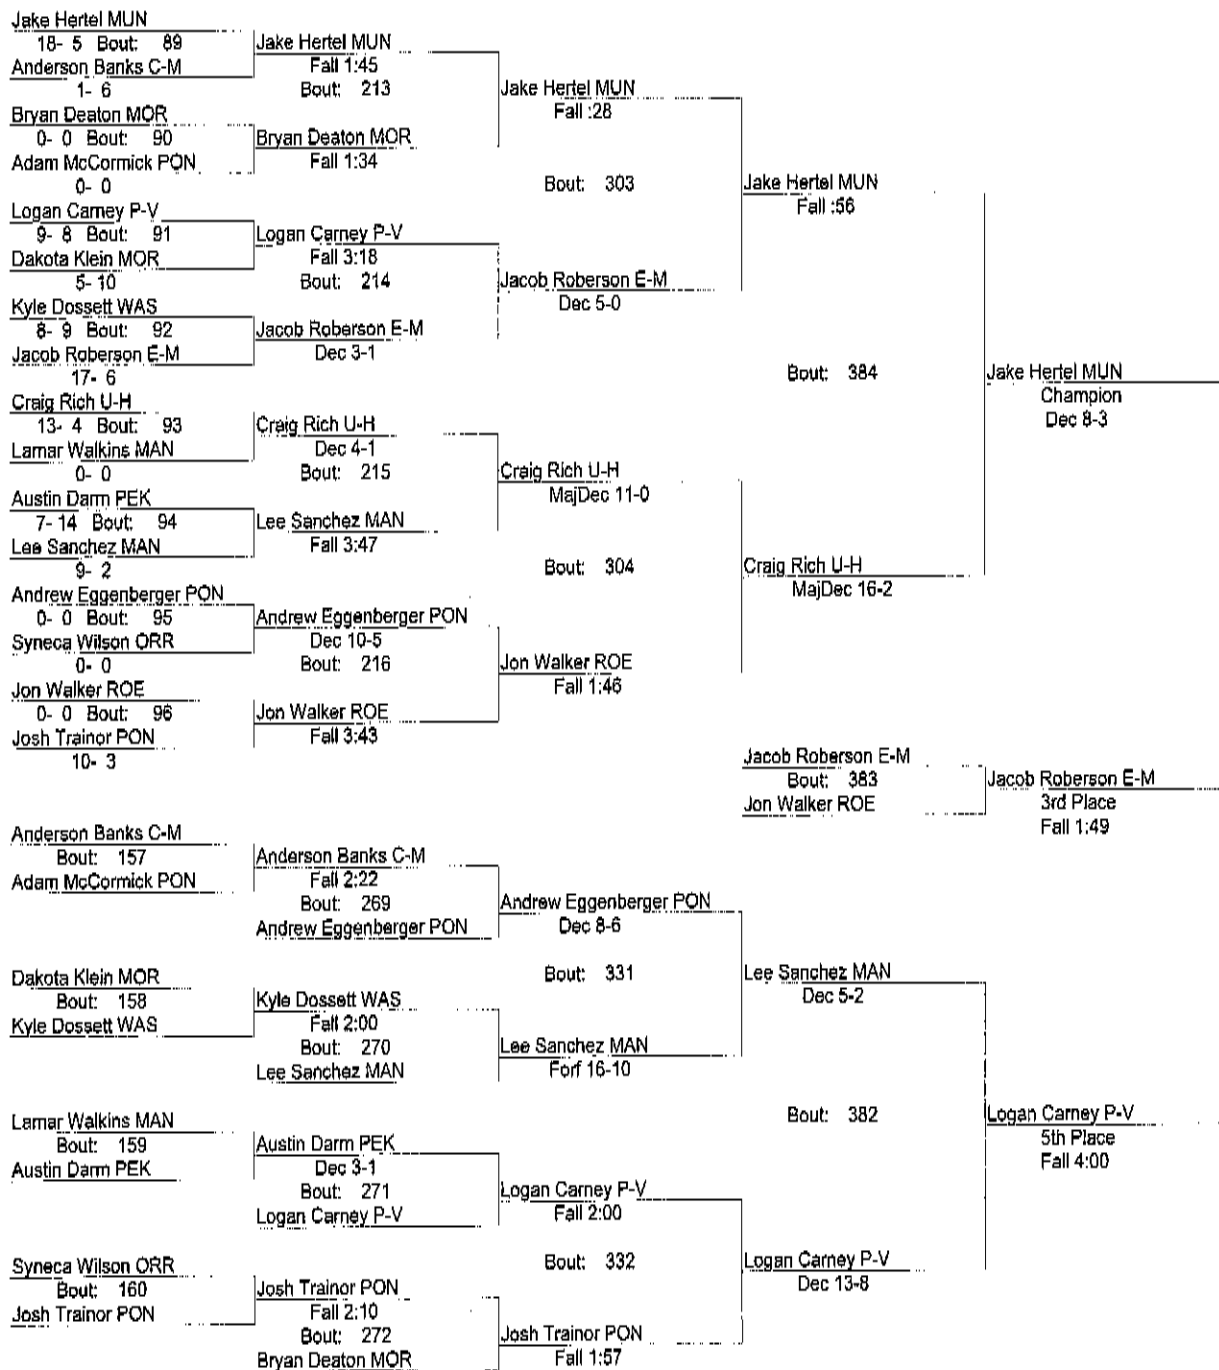 Jake Hertel MUN
18- 5 Bout: 89
Anderson Banks C-M
1- 6
Bryan Deaton MOR
0- 0 Bout: 90
Adam McCormick PON
0- 0
Logan Carney P-V
9- 8 Bout: 91
Dakota Klein MOR
5- 10
Kyle Dossett WAS
8- 9 Bout: 92
Jacob Roberson E-M
17- 6
Craig Rich U-H
13- 4 Bout: 93
Lamar Walkins MAN
0- 0
Austin Darm PEK
7- 14 Bout: 94
Lee Sanchez MAN
9- 2
Andrew Eggenberger PON
0- 0 Bout: 95
Syneca Wilson ORR
0- 0
Jon Walker ROE
0- 0 Bout: 96
Josh Trainor PON
10- 3
Jake Hertel MUN
Fall 1:45
Bout: 213
Bryan Deaton MOR
Fall 1:34
Logan Carney P-V
Fall 3:18
Bout: 214
Jacob Roberson E-M
Dec 3-1
Craig Rich U-H
Dec 4-1
Bout: 215
Lee Sanchez MAN
Fall 3:47
Andrew Eggenberger PON
Dec 10-5
Bout: 216
Jon Walker ROE
Fall 3:43
Jake Hertel MUN
Fall :28
Bout: 303
Jacob Roberson E-M
Dec 5-0
Craig Rich U-H
MajDec 11-0
Bout: 304
Jon Walker ROE
Fall 1:46
Jake Hertel MUN
Fall :56
Bout: 384
Craig Rich U-H
MajDec 16-2
Jake Hertel MUN
Champion
Dec 8-3
Jacob Roberson E-M
Bout: 383
Jon Walker ROE
Jacob Roberson E-M
3rd Place
Fall 1:49
Anderson Banks C-M
Bout: 157
Adam McCormick PON
Dakota Klein MOR
Bout: 158
Kyle Dossett WAS
Lamar Walkins MAN
Bout: 159
Austin Darm PEK
Syneca Wilson ORR
Bout: 160
Josh Trainor PON
Anderson Banks C-M
Fall 2:22
Bout: 269
Andrew Eggenberger PON
Kyle Dossett WAS
Fall 2:00
Bout: 270
Lee Sanchez MAN
Austin Darm PEK
Dec 3-1
Bout: 271
Logan Carney P-V
Josh Trainor PON
Fall 2:10
Bout: 272
Bryan Deaton MOR
Andrew Eggenberger PON
Dec 8-6
Bout: 331
Lee Sanchez MAN
Forf 16-10
Logan Carney P-V
Fall 2:00
Bout: 332
Josh Trainor PON
Fall 1:57
Lee Sanchez MAN
Dec 5-2
Bout: 382
Logan Carney P-V
Dec 13-8
Logan Carney P-V
5th Place
Fall 4:00